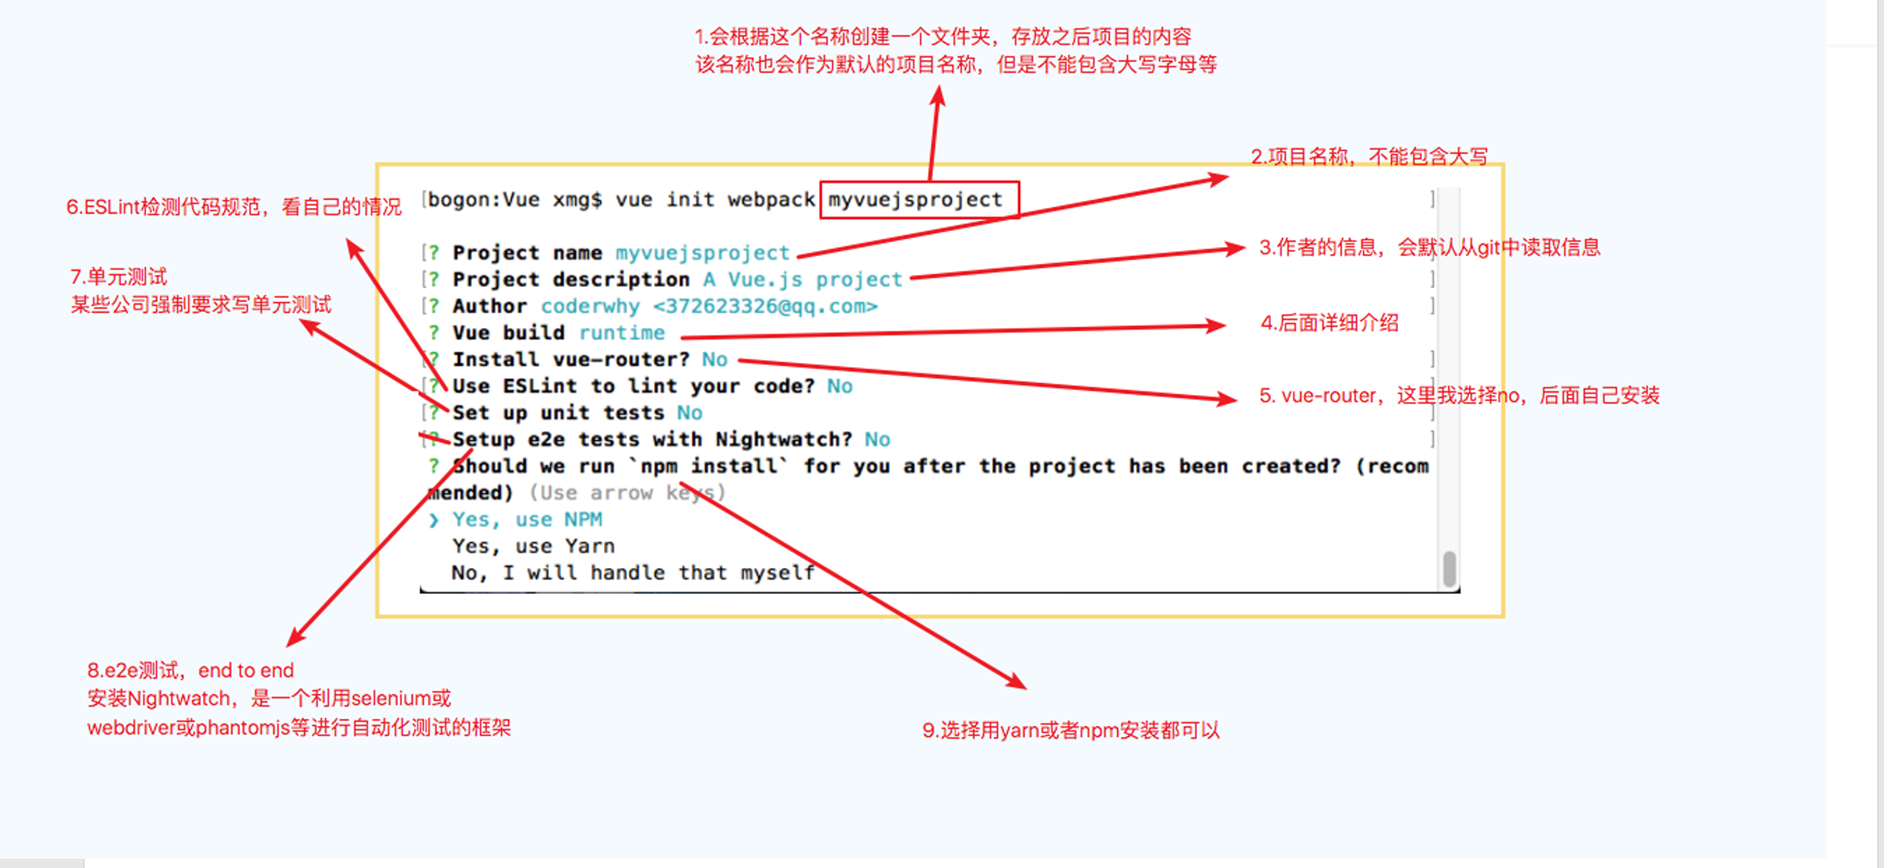 1.会根据这个名称创建一个文件夹，存放之后项目的内容
该名称也会作为默认的项目名称，但是不能包含大写字母等
2.项目名称，不能包含大写
6.ESLint检测代码规范，看自己的情况
[bogon:Vue xmg$ vue init webpack myvuejsproject ]
3.作者的信息，会默认从git中读取信息
7.单元测试
某些公司强制要求写单元测试
[? Project name myvuejsproject ]
[? Project description A Vue.js project ]
[? Author coderwhy <372623326@qq.com> ]
? Vue build runtime
[? Install vue-router? No ]
[? Use ESLint to lint your code? No ]
[? Set up unit tests No ]
[? Setup e2e tests with Nightwatch? No ]
? Should we run `npm install` for you after the project has been created? (recom
mended) (Use arrow keys)
❯ Yes, use NPM
Yes, use Yarn
No, I will handle that myself
4.后面详细介绍
5. vue-router，这里我选择no，后面自己安装
8.e2e测试，end to end
安装Nightwatch，是一个利用selenium或
webdriver或phantomjs等进行自动化测试的框架
9.选择用yarn或者npm安装都可以